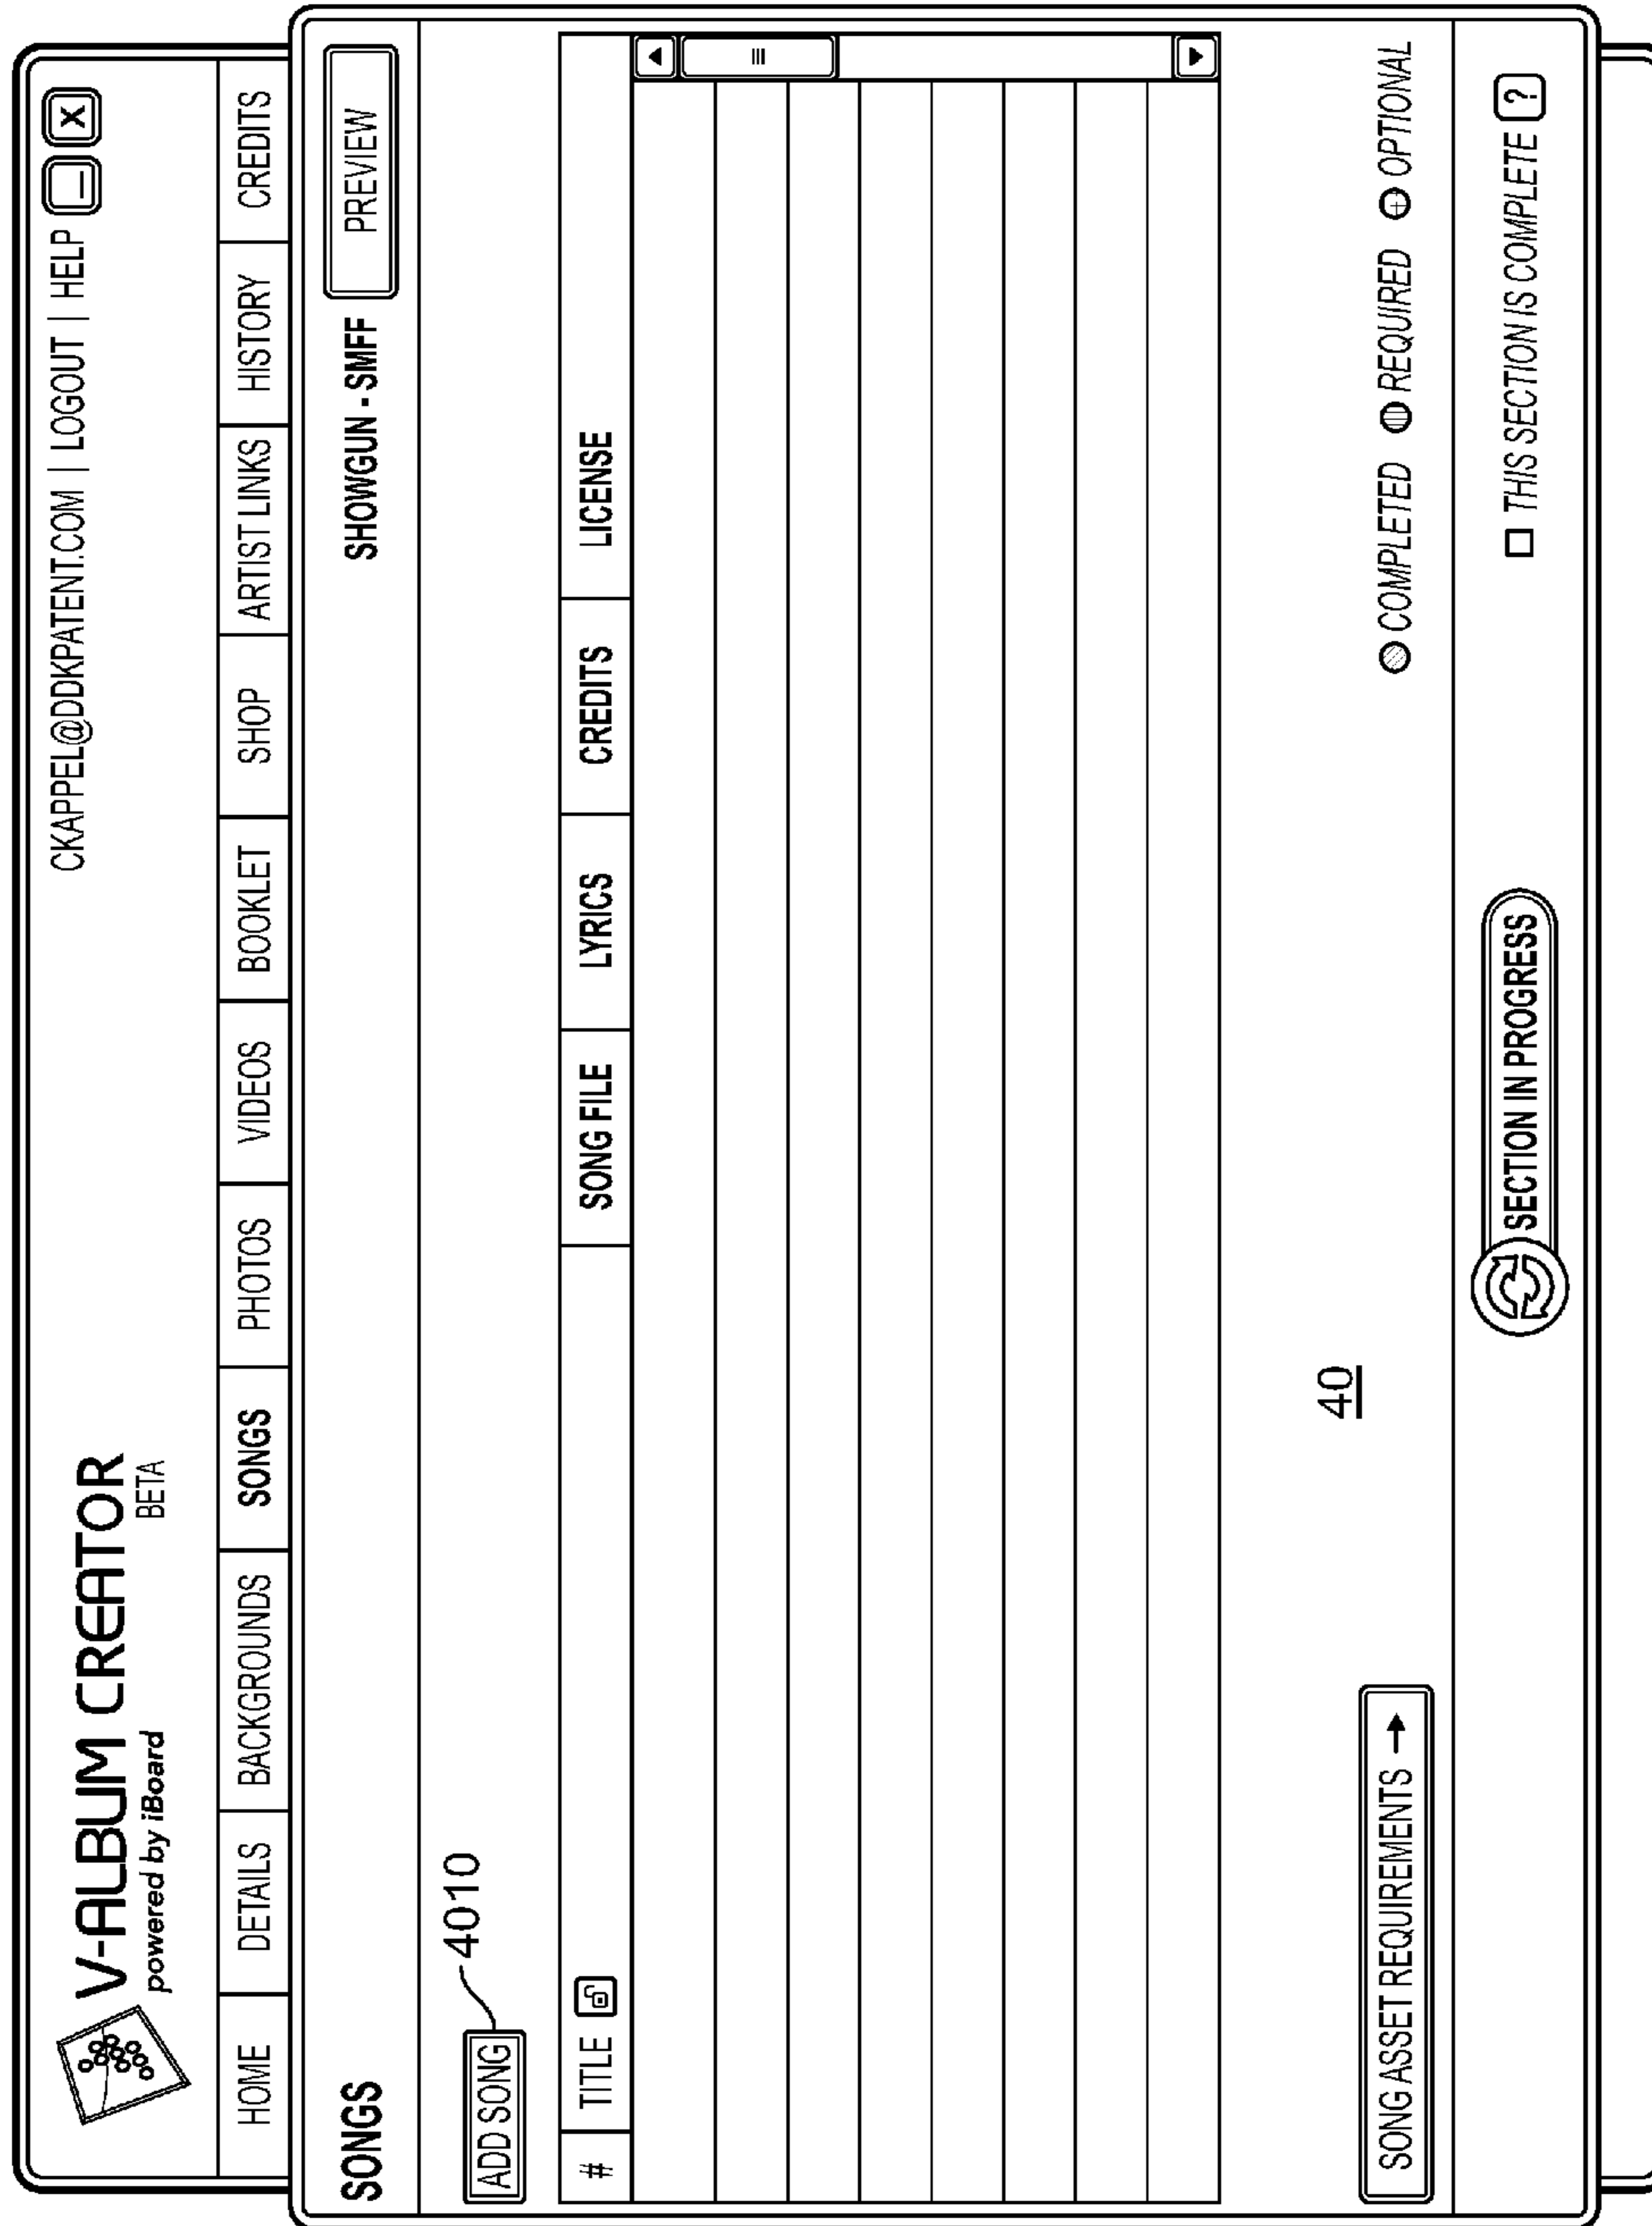 V-ALBUM CREATOR
powered by iBoard
BETA
CKAPPEL@DDKPATENT.COM | LOGOUT | HELP _ X
HOME DETAILS BACKGROUNDS SONGS PHOTOS VIDEOS BOOKLET SHOP ARTIST LINKS HISTORY CREDITS
SONGS SHOWGUN - SMFF PREVIEW
ADD SONG 4010
# TITLE SONG FILE LYRICS CREDITS LICENSE
40
SONG ASSET REQUIREMENTS → COMPLETED REQUIRED OPTIONAL
SECTION IN PROGRESS THIS SECTION IS COMPLETE ?